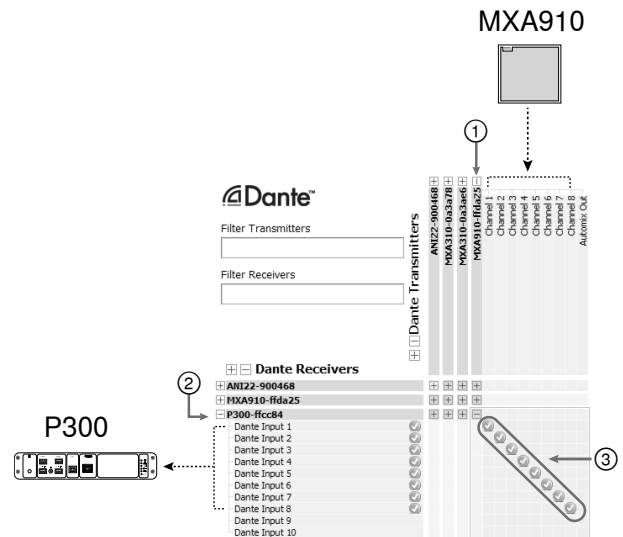 MXA910
1
Dante™
Filter Transmitters
Filter Receivers
Dante Transmitters
ANI22-900468
MXA310-0a3a78
MXA310-0a3ae6
MXA910-ffda25
Channel 1
Channel 2
Channel 3
Channel 4
Channel 5
Channel 6
Channel 7
Channel 8
Automix Out
Dante Receivers
2
ANI22-900468
MXA910-ffda25
P300-ffcc84
P300
Dante Input 1
Dante Input 2
Dante Input 3
Dante Input 4
Dante Input 5
Dante Input 6
Dante Input 7
Dante Input 8
Dante Input 9
Dante Input 10
3